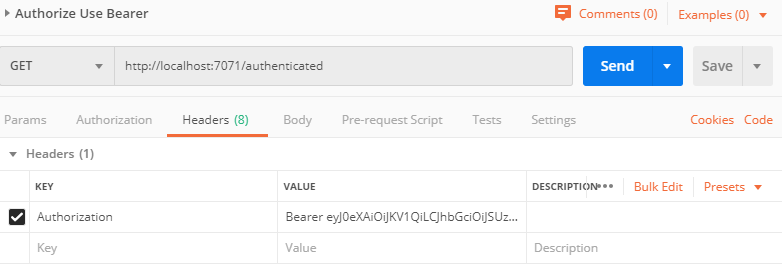 Authorize Use Bearer
Comments (0)
Examples (0)
GET
http://localhost:7071/authenticated
Send
Save
Params
Authorization
Headers (8)
Body
Pre-request Script
Tests
Settings
Cookies
Code
Headers (1)
KEY
VALUE
DESCRIPTION
Bulk Edit
Presets
Authorization
Bearer eyJ0eXAiOiJKV1QiLCJhbGciOiJSUz...
Key
Value
Description